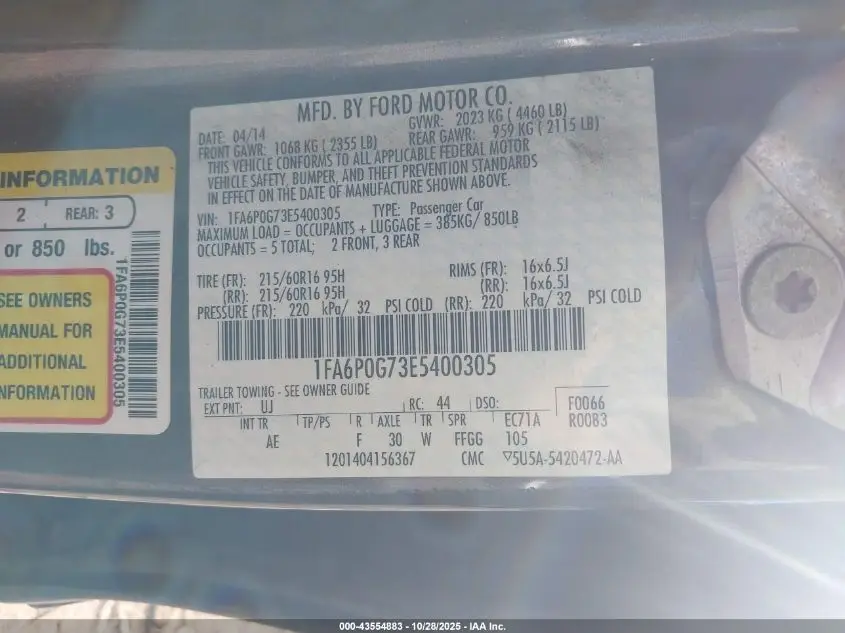 INFORMATION
2 REAR: 3
or 850 lbs.
SEE OWNERS
MANUAL FOR
ADDITIONAL
INFORMATION
1FA6P0G73E5400305
MFD. BY FORD MOTOR CO.
DATE: 04/14 GVWR: 2023 KG ( 4460 LB)
FRONT GAWR: 1068 KG ( 2355 LB) REAR GAWR: 959 KG ( 2115 LB)
THIS VEHICLE CONFORMS TO ALL APPLICABLE FEDERAL MOTOR
VEHICLE SAFETY, BUMPER, AND THEFT PREVENTION STANDARDS
IN EFFECT ON THE DATE OF MANUFACTURE SHOWN ABOVE.
VIN: 1FA6P0G73E5400305 TYPE: Passenger Car
MAXIMUM LOAD = OCCUPANTS + LUGGAGE = 385KG/ 850LB
OCCUPANTS = 5 TOTAL; 2 FRONT, 3 REAR
TIRE (FR): 215/60R16 95H RIMS (FR): 16x6.5J
(RR): 215/60R16 95H (RR): 16x6.5J
PRESSURE (FR): 220 kPa/ 32 PSI COLD (RR): 220 kPa/ 32 PSI COLD
1FA6P0G73E5400305
TRAILER TOWING - SEE OWNER GUIDE
EXT PNT: UJ RC: 44 DSO: F0066
INT TR TP/PS R AXLE TR SPR EC71A R0083
AE F 30 W FFGG 105
1201404156367 CMC ▽5U5A-5420472-AA
000-43554883 - 10/28/2025 - IAA Inc.